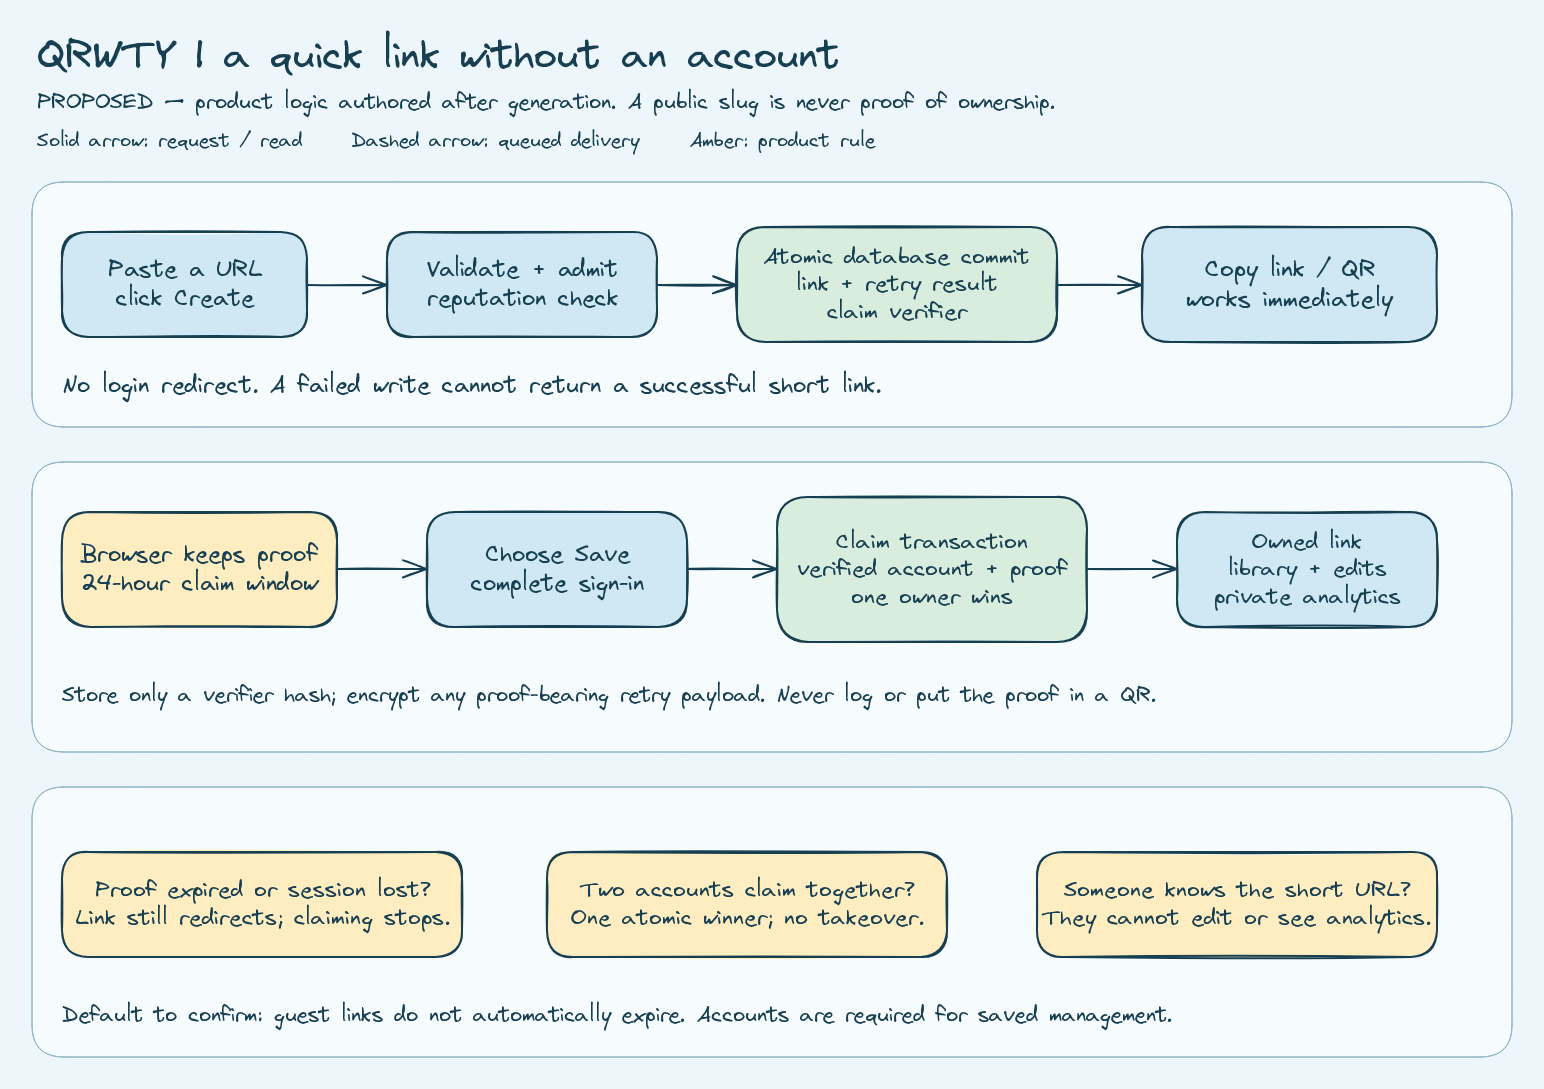 QRWTY | a quick link without an account
PROPOSED — product logic authored after generation. A public slug is never proof of ownership.
Solid arrow: request / read
Dashed arrow: queued delivery
Amber: product rule
Paste a URL
click Create
Validate + admit
reputation check
Atomic database commit
link + retry result
claim verifier
Copy link / QR
works immediately
No login redirect. A failed write cannot return a successful short link.
Browser keeps proof
24-hour claim window
Choose Save
complete sign-in
Claim transaction
verified account + proof
one owner wins
Owned link
library + edits
private analytics
Store only a verifier hash; encrypt any proof-bearing retry payload. Never log or put the proof in a QR.
Proof expired or session lost?
Link still redirects; claiming stops.
Two accounts claim together?
One atomic winner; no takeover.
Someone knows the short URL?
They cannot edit or see analytics.
Default to confirm: guest links do not automatically expire. Accounts are required for saved management.